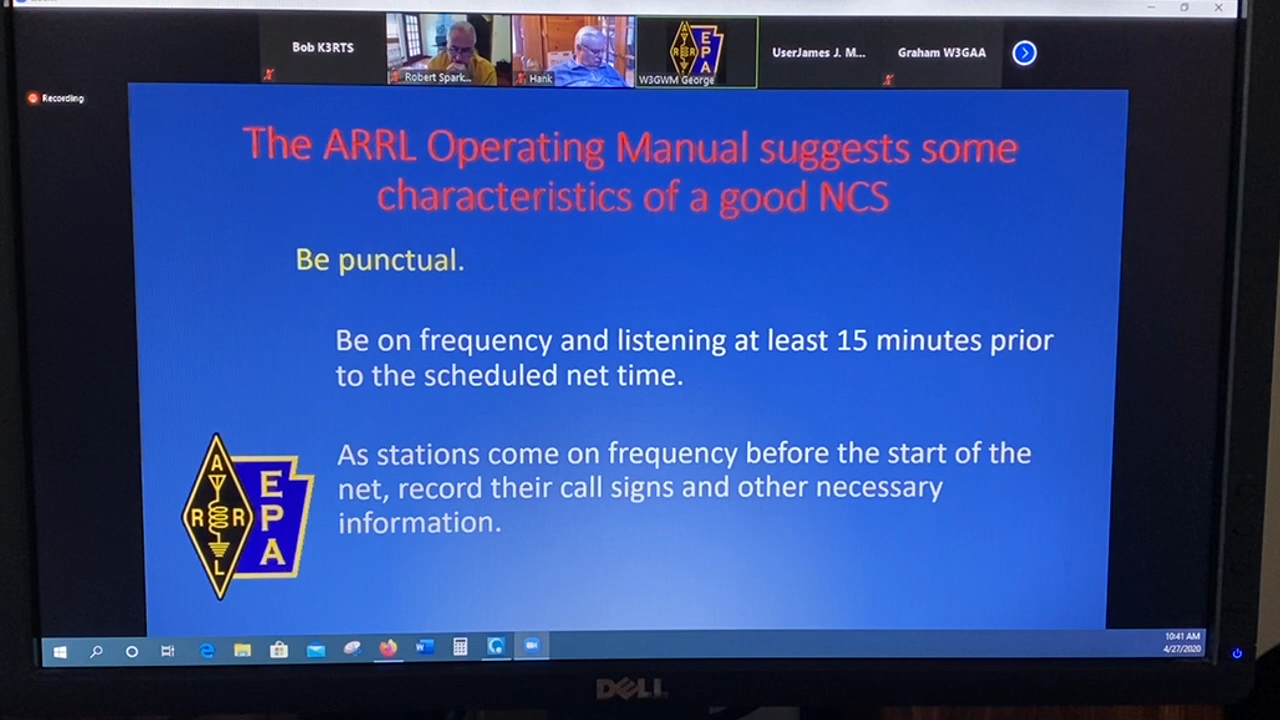 Bob K3RTS
Robert Spark...
Hank
A
R R
L
E
P
A
W3GWM George
UserJames J. M...
Graham W3GAA
Recording
The ARRL Operating Manual suggests some
characteristics of a good NCS
Be punctual.
Be on frequency and listening at least 15 minutes prior
to the scheduled net time.
As stations come on frequency before the start of the
net, record their call signs and other necessary
information.
A
R R
L
E
P
A
10:41 AM
4/27/2020
DELL